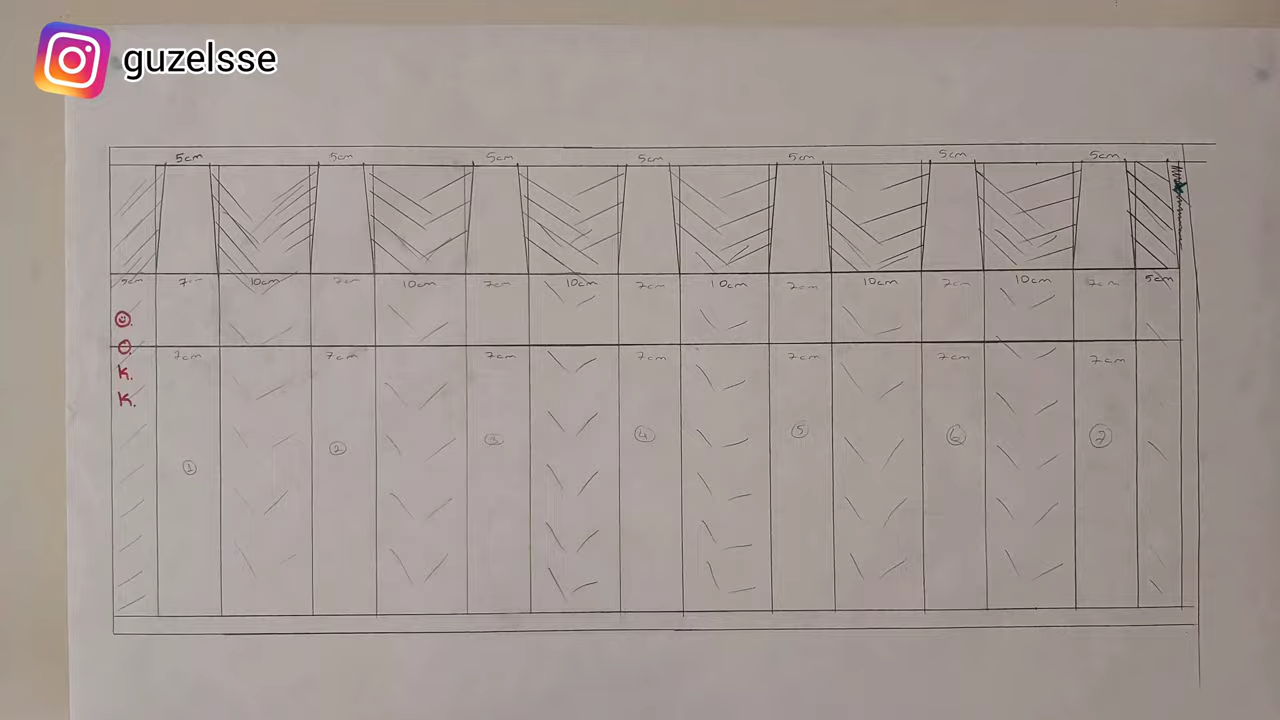 guzelsse
5cm 5cm 5cm 5cm 5cm 5cm 5cm
5cm 7cm 10cm 7cm 10cm 7cm 10cm 7cm 10cm 7cm 10cm 7cm 10cm 7cm 5cm
Ö.
O.
K.
K.
7cm 7cm 7cm 7cm 7cm 7cm 7cm
1 2 3 4 5 6 7